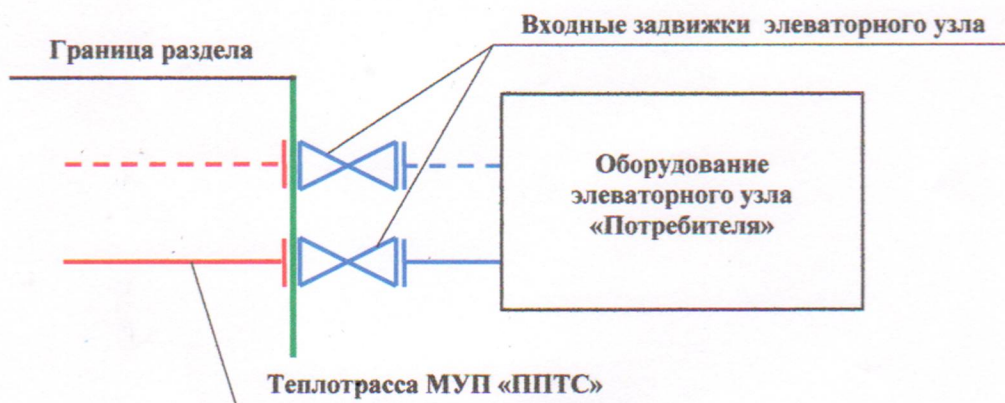 Входные задвижки элеваторного узла
Граница раздела
Оборудование
элеваторного узла
«Потребителя»
Теплотрасса МУП «ППТС»